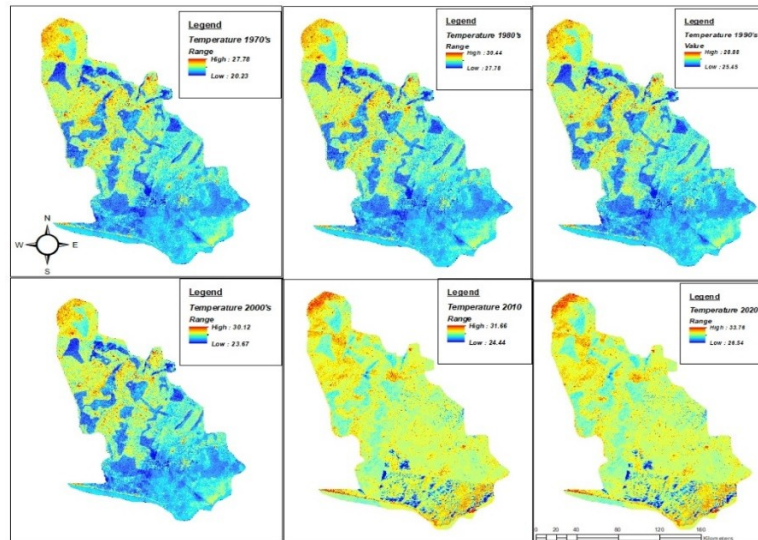 Legend
Temperature 1970's
Range
High : 27.78
Low : 20.23
Legend
Temperature 1980's
Range
High : 30.44
Low : 27.78
Legend
Temperature 1990's
Value
High :
Low : 25.45
N
W E
S
Legend
Temperature 2000's
Range
High : 30.12
Low : 23.67
Legend
Temperature 2010
Range
High : 31.66
Low : 24.44
Legend
Temperature 2020
Range
High : 33.76
Low : 26.54
0 20 40 80 120 160
Kilometers